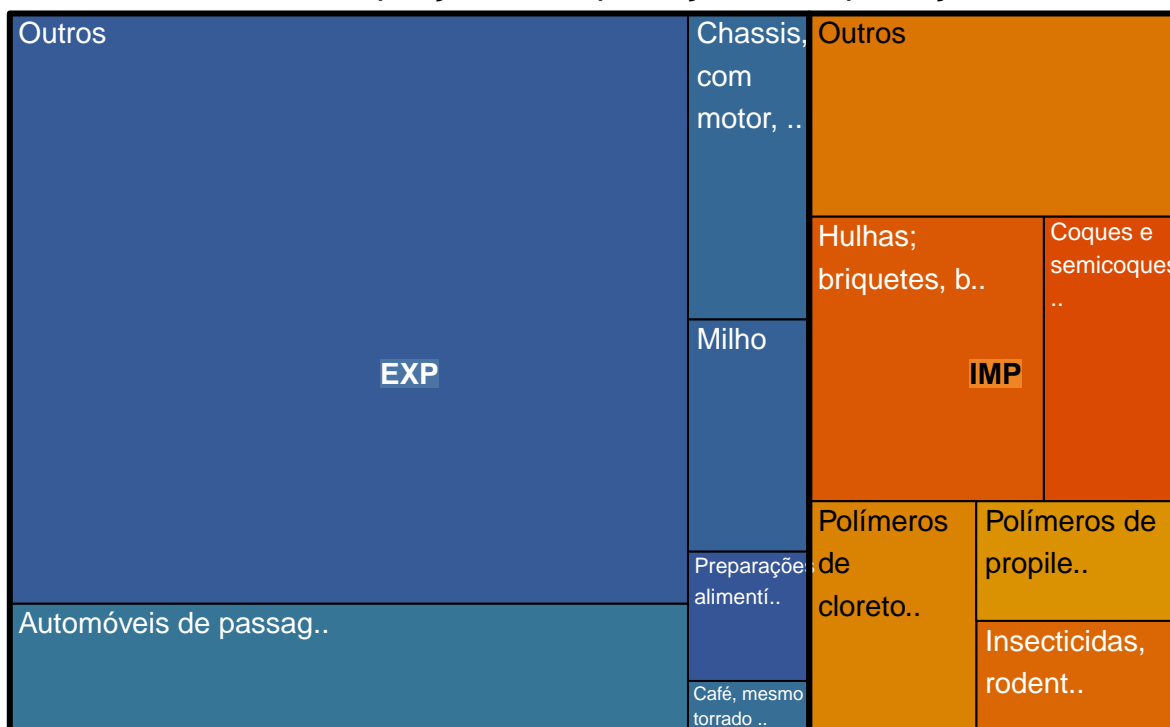 Outros
EXP
Automóveis de passag..
Chassis,
com
motor, ..
Milho
Preparações
alimentí..
Café, mesmo
torrado ..
Outros
Hulhas;
briquetes, b..
Coques e
semicoques
..
IMP
Polímeros
de
cloreto..
Polímeros de
propile..
Insecticidas,
rodent..